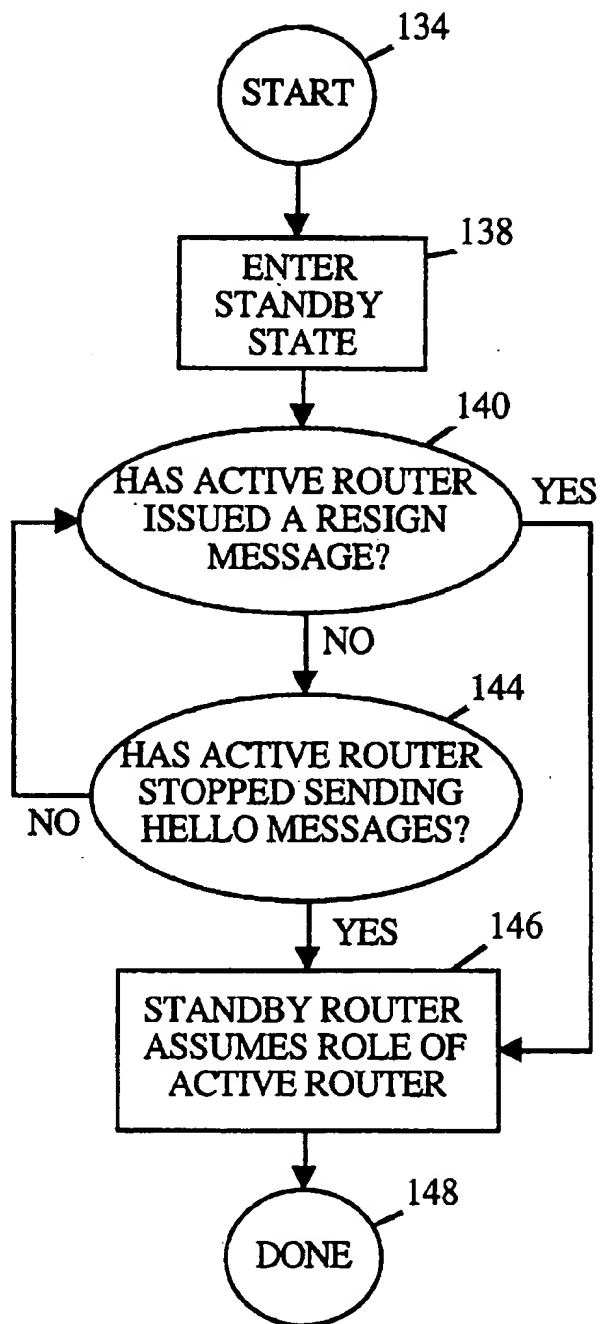 134
START
138
ENTER
STANDBY
STATE
140
HAS ACTIVE ROUTER
ISSUED A RESIGN
MESSAGE?
YES
NO
144
HAS ACTIVE ROUTER
STOPPED SENDING
HELLO MESSAGES?
NO
YES
146
STANDBY ROUTER
ASSUMES ROLE OF
ACTIVE ROUTER
148
DONE